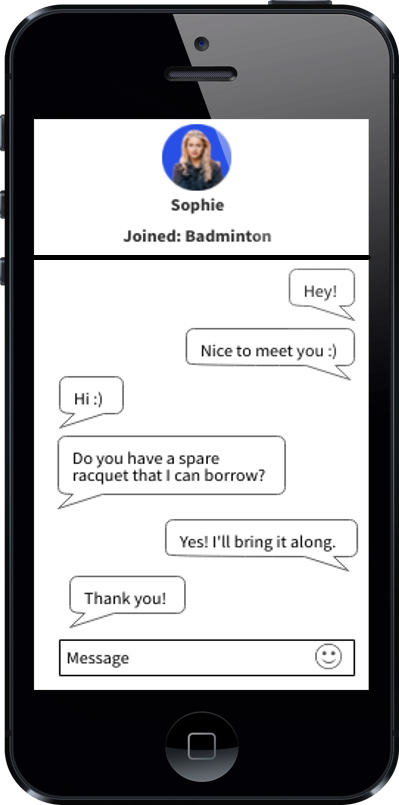 Sophie
Joined: Badminton
Hey!
Nice to meet you :)
Hi :)
Do you have a spare
racquet that I can borrow?
Yes! I'll bring it along.
Thank you!
Message